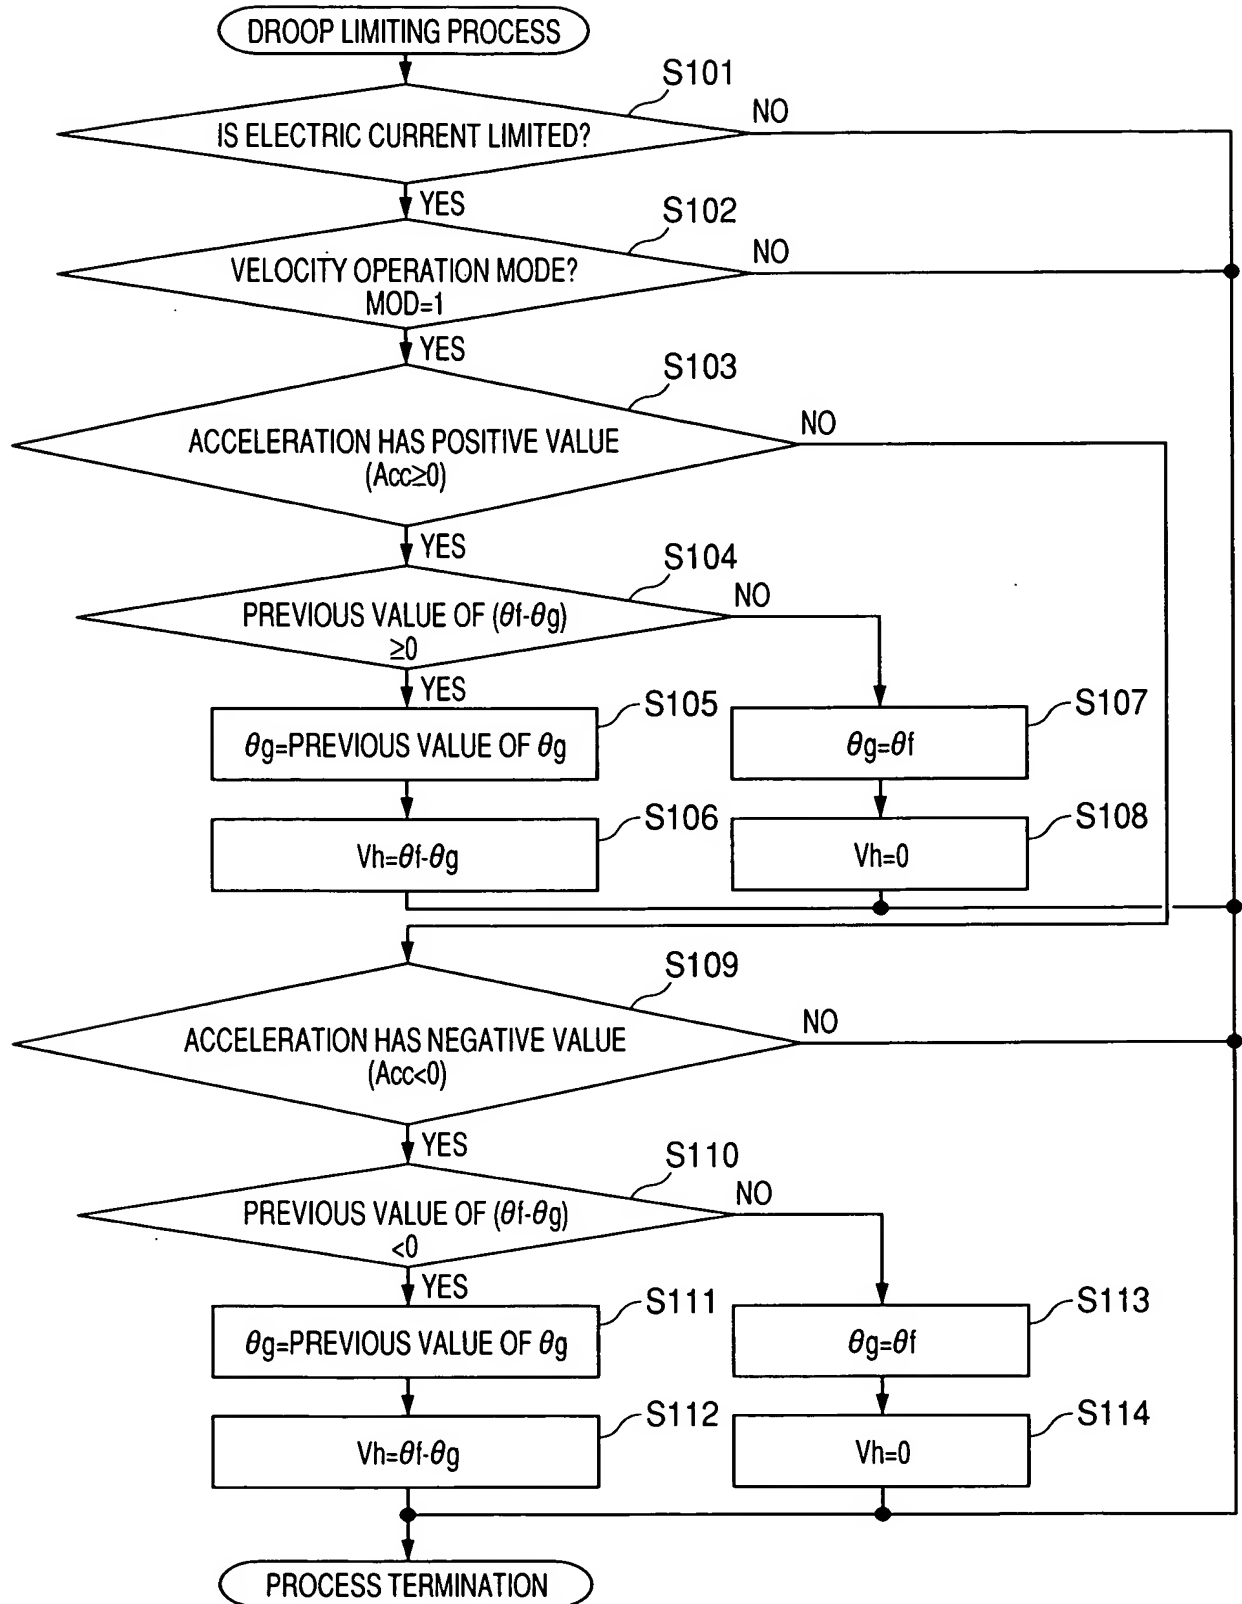 DROOP LIMITING PROCESS
S101
NO
IS ELECTRIC CURRENT LIMITED?
YES
S102
NO
VELOCITY OPERATION MODE?
MOD=1
YES
S103
NO
ACCELERATION HAS POSITIVE VALUE
(Acc≥0)
YES
S104
NO
PREVIOUS VALUE OF (θf-θg)
≥0
YES
S105
S107
θg=PREVIOUS VALUE OF θg
θg=θf
S106
S108
Vh=θf-θg
Vh=0
S109
NO
ACCELERATION HAS NEGATIVE VALUE
(Acc<0)
YES
S110
NO
PREVIOUS VALUE OF (θf-θg)
<0
YES
S111
S113
θg=PREVIOUS VALUE OF θg
θg=θf
S112
S114
Vh=θf-θg
Vh=0
PROCESS TERMINATION